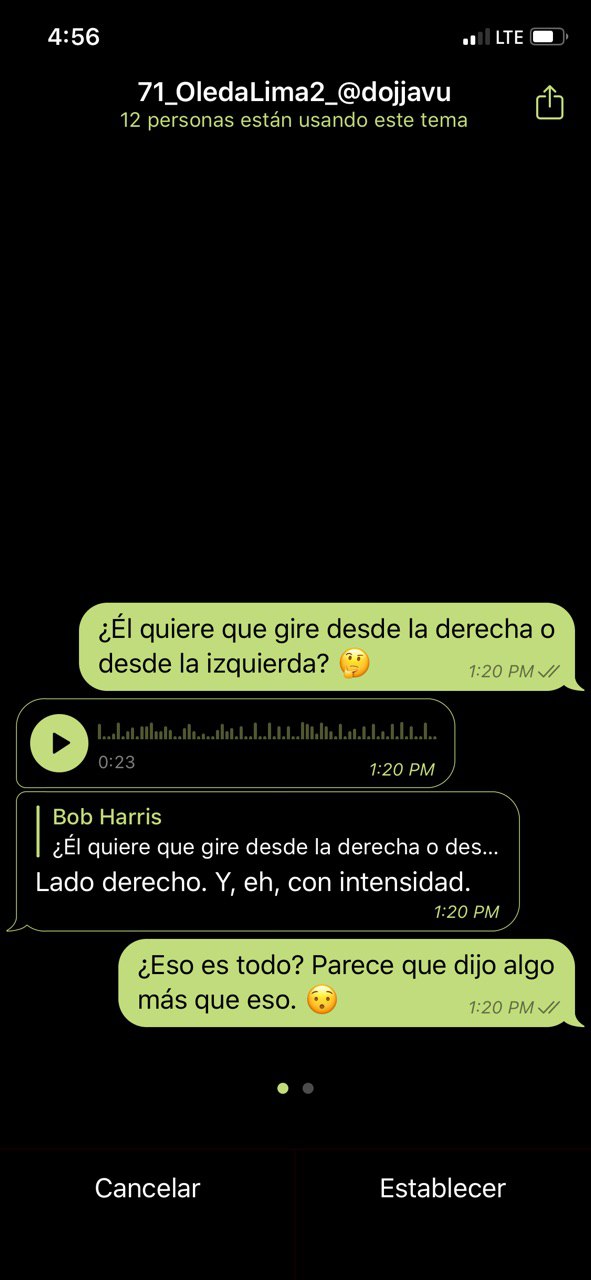 4:56
LTE
71_OledaLima2_@dojjavu
12 personas están usando este tema
¿Él quiere que gire desde la derecha o
desde la izquierda? 🤔
1:20 PM
0:23
1:20 PM
Bob Harris
¿Él quiere que gire desde la derecha o des...
Lado derecho. Y, eh, con intensidad.
1:20 PM
¿Eso es todo? Parece que dijo algo
más que eso. 😯
1:20 PM
Cancelar
Establecer